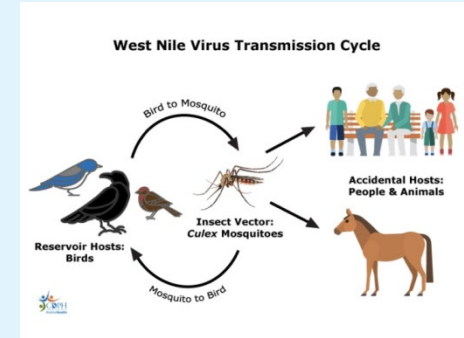 West Nile Virus Transmission Cycle
Bird to Mosquito
Accidental Hosts:
People & Animals
Insect Vector:
Culex Mosquitoes
Reservoir Hosts:
Birds
Mosquito to Bird
CDPH